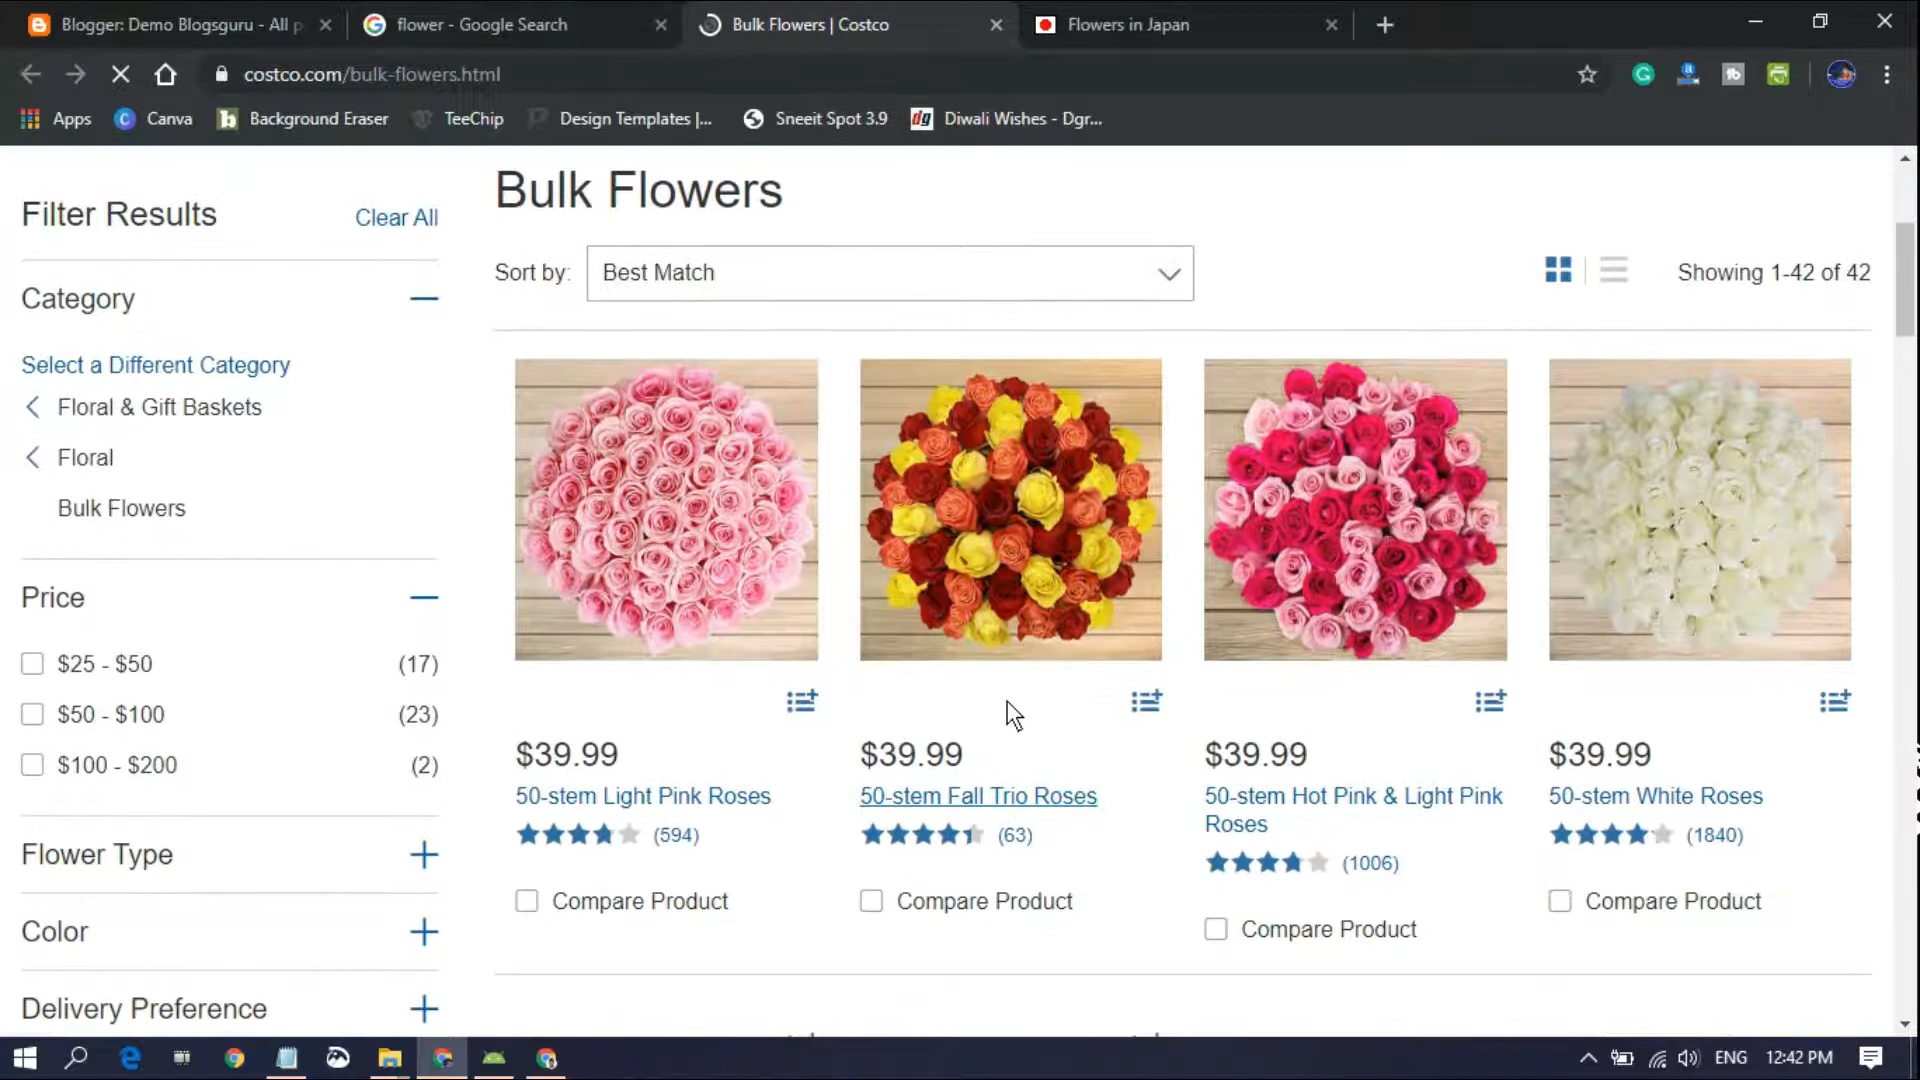 Blogger: Demo Blogsguru - All p
flower - Google Search
Bulk Flowers | Costco
Flowers in Japan
costco.com/bulk-flowers.html
Apps
Canva
Background Eraser
TeeChip
Design Templates |...
Sneeit Spot 3.9
Diwali Wishes - Dgr...
Filter Results
Clear All
Category
Select a Different Category
Floral & Gift Baskets
Floral
Bulk Flowers
Price
$25 - $50 (17)
$50 - $100 (23)
$100 - $200 (2)
Flower Type
Color
Delivery Preference
Bulk Flowers
Sort by: Best Match
Showing 1-42 of 42
$39.99
50-stem Light Pink Roses
(594)
Compare Product
$39.99
50-stem Fall Trio Roses
(63)
Compare Product
$39.99
50-stem Hot Pink & Light Pink
Roses
(1006)
Compare Product
$39.99
50-stem White Roses
(1840)
Compare Product
ENG
12:42 PM